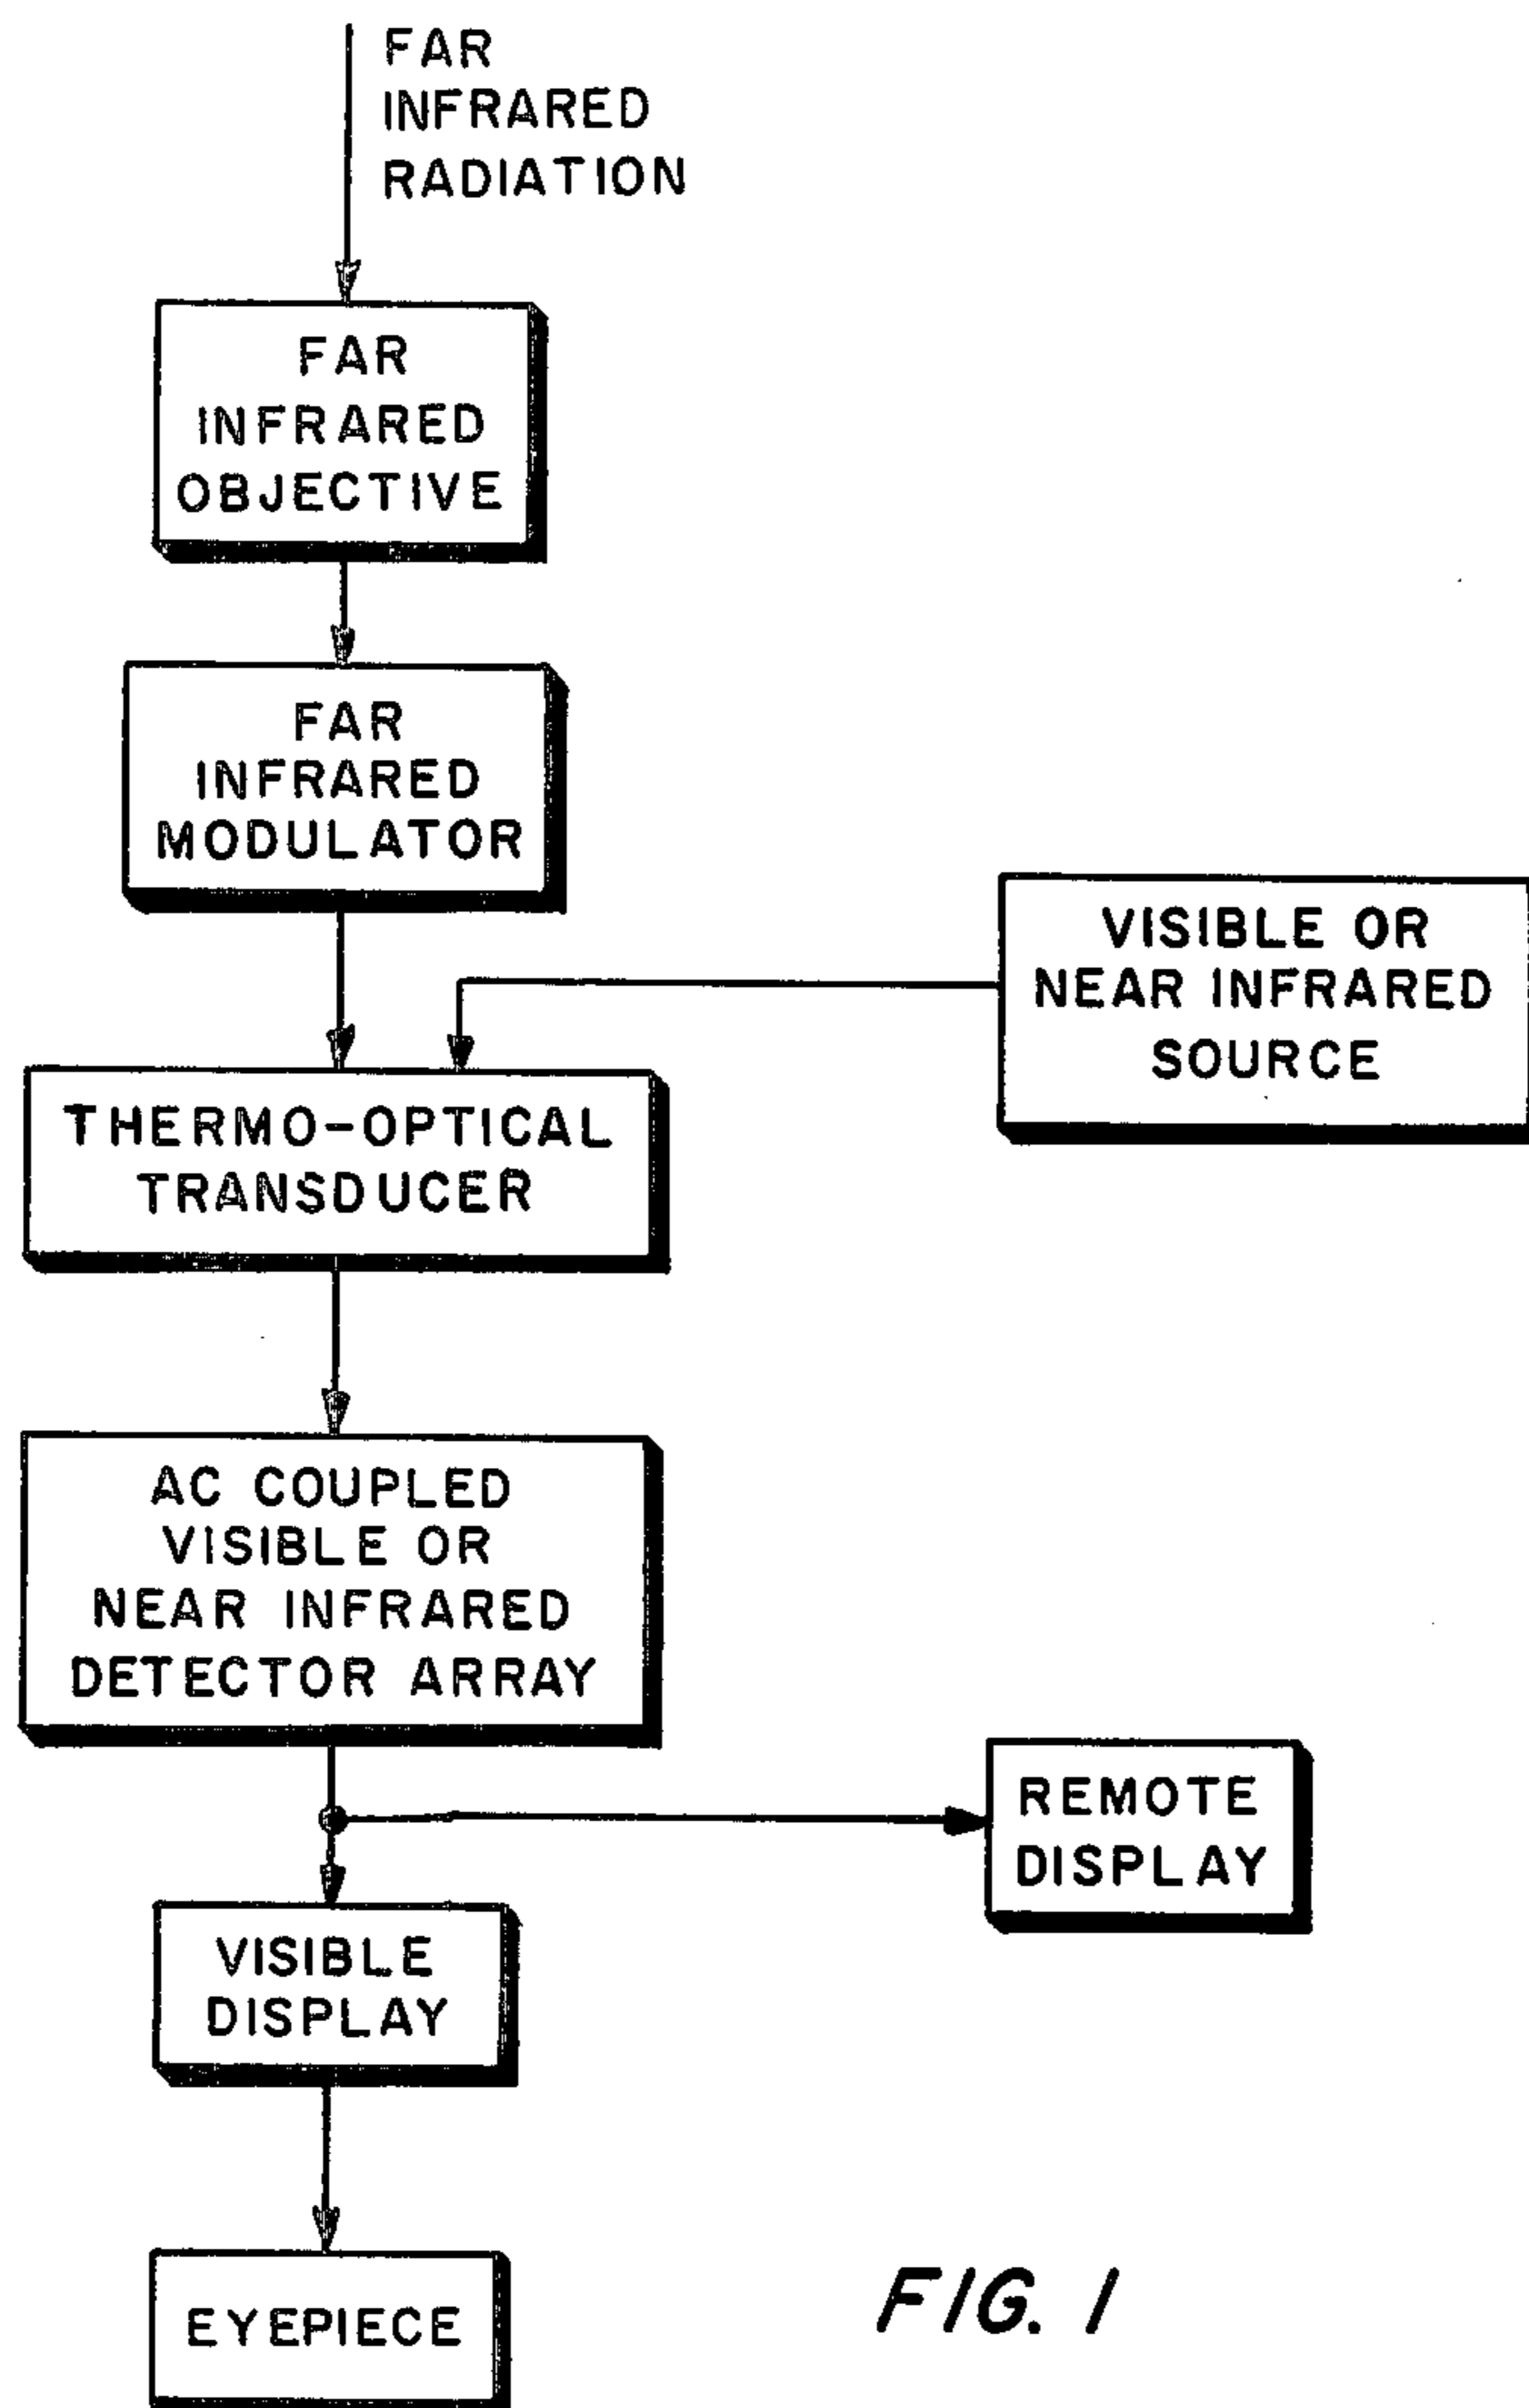 FAR
INFRARED
RADIATION
FAR
INFRARED
OBJECTIVE
FAR
INFRARED
MODULATOR
VISIBLE OR
NEAR INFRARED
SOURCE
THERMO-OPTICAL
TRANSDUCER
AC COUPLED
VISIBLE OR
NEAR INFRARED
DETECTOR ARRAY
REMOTE
DISPLAY
VISIBLE
DISPLAY
EYEPIECE
FIG. 1